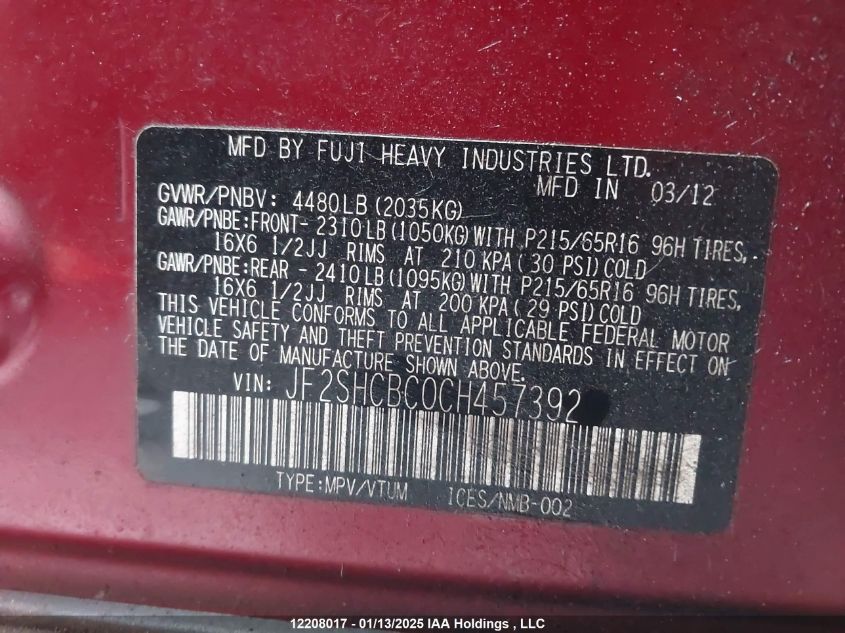 MFD BY FUJI HEAVY INDUSTRIES LTD.
MFD IN 03/12
GVWR/PNBV: 4480LB(2035KG)
GAWR/PNBE:FRONT- 2310LB(1050KG)WITH P215/65R16 96H TIRES,
16X6 1/2JJ RIMS AT 210 KPA(30 PSI)COLD
GAWR/PNBE:REAR - 2410LB(1095KG)WITH P215/65R16 96H TIRES,
16X6 1/2JJ RIMS AT 200 KPA(29 PSI)COLD
THIS VEHICLE CONFORMS TO ALL APPLICABLE FEDERAL MOTOR
VEHICLE SAFETY AND THEFT PREVENTION STANDARDS IN EFFECT ON
THE DATE OF MANUFACTURE SHOWN ABOVE.
VIN: JF2SHCBC0CH457392
TYPE:MPV/VTUM ICES/NMB-002
12208017 - 01/13/2025 IAA Holdings , LLC